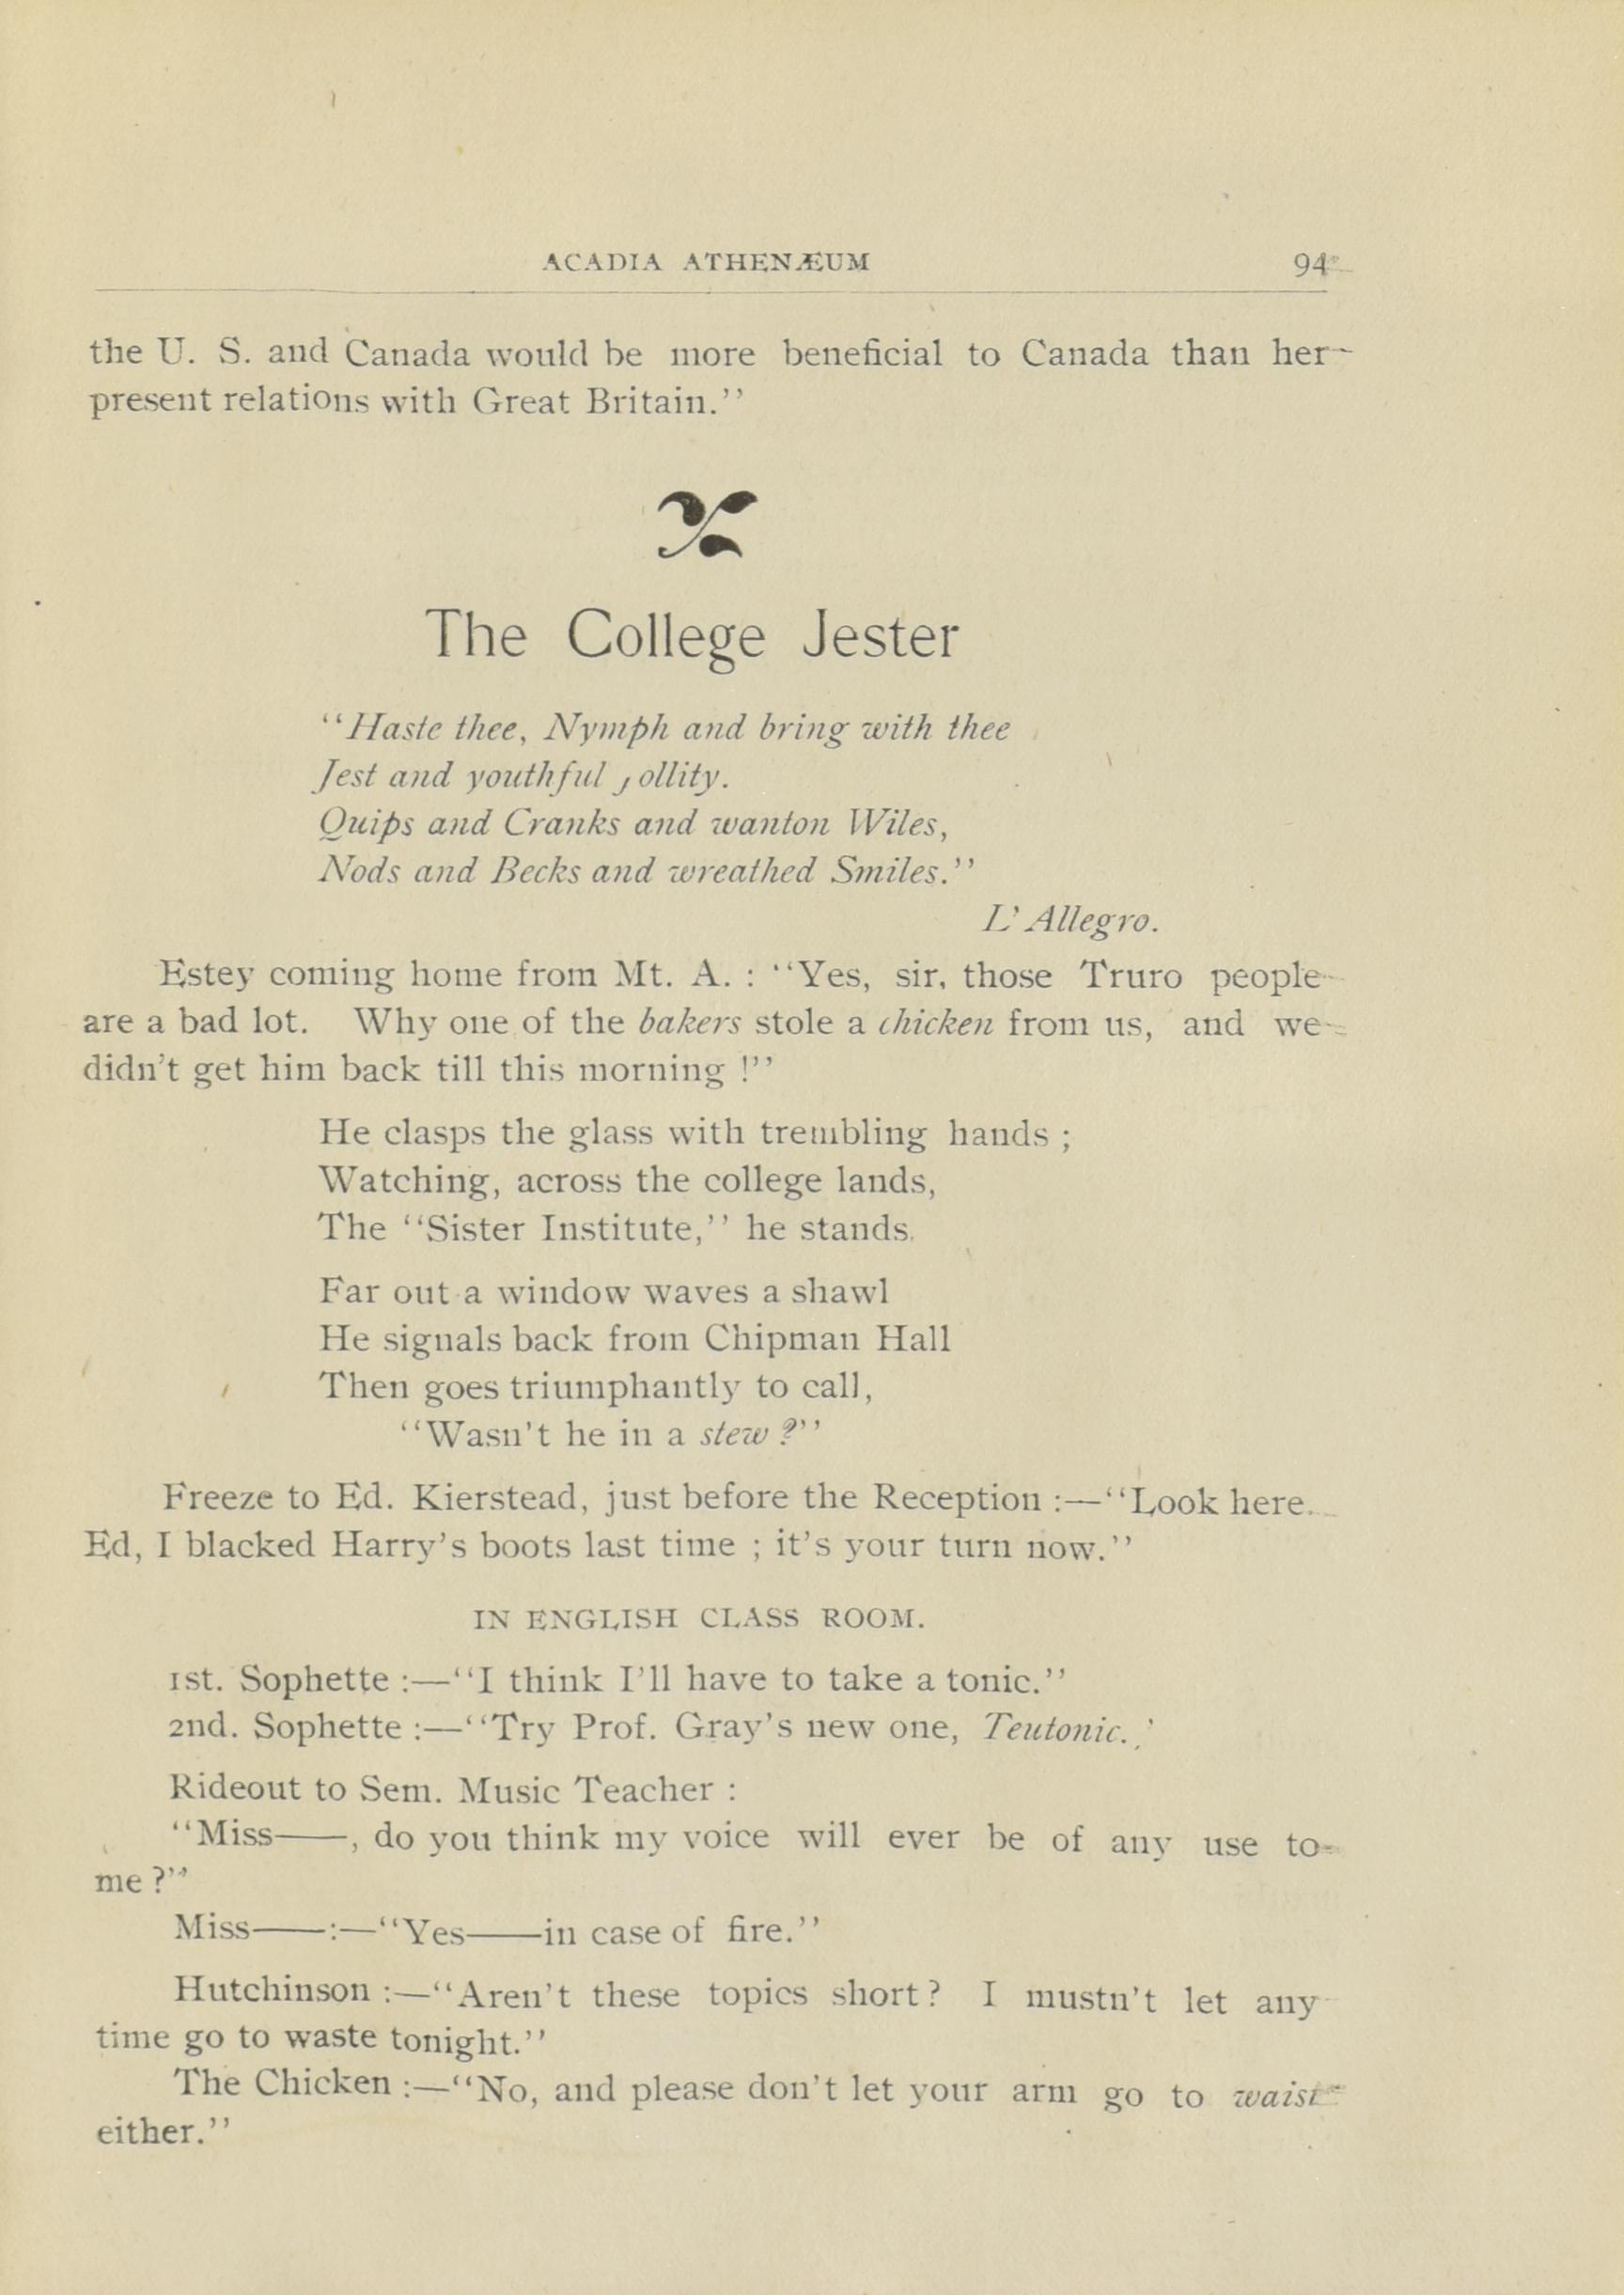 ACADIA ATHENÆUM 94
the U. S. and Canada would be more beneficial to Canada than her
present relations with Great Britain."
The College Jester
"Haste thee, Nymph and bring with thee
Jest and youthful jollity.
Quips and Cranks and wanton Wiles,
Nods and Becks and wreathed Smiles."
L' Allegro.
Estey coming home from Mt. A. : "Yes, sir, those Truro people
are a bad lot. Why one of the bakers stole a chicken from us, and we
didn't get him back till this morning !"
He clasps the glass with trembling hands ;
Watching, across the college lands,
The "Sister Institute," he stands.
Far out a window waves a shawl
He signals back from Chipman Hall
Then goes triumphantly to call,
"Wasn't he in a stew ?"
Freeze to Ed. Kierstead, just before the Reception :—"Look here.
Ed, I blacked Harry's boots last time ; it's your turn now."
IN ENGLISH CLASS ROOM.
1st. Sophette :—"I think I'll have to take a tonic."
2nd. Sophette :—"Try Prof. Gray's new one, Teutonic.'
Rideout to Sem. Music Teacher :
"Miss——, do you think my voice will ever be of any use to
me ?"
Miss——:—"Yes——in case of fire."
Hutchinson :—"Aren't these topics short? I mustn't let any
time go to waste tonight."
The Chicken :—"No, and please don't let your arm go to waist
either."